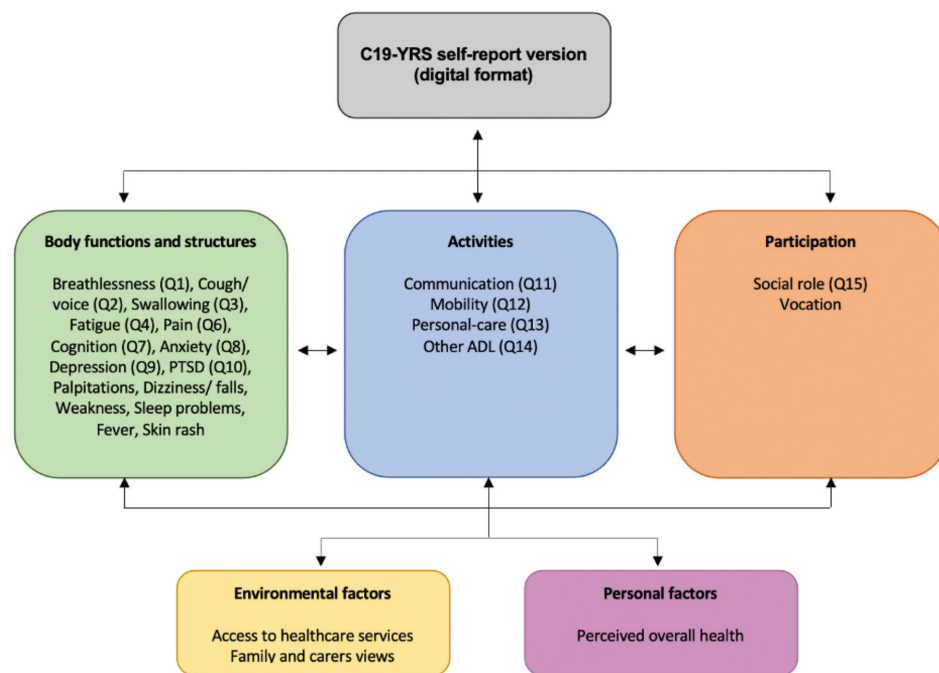 C19-YRS self-report version
(digital format)
Body functions and structures
Breathlessness (Q1), Cough/
voice (Q2), Swallowing (Q3),
Fatigue (Q4), Pain (Q6),
Cognition (Q7), Anxiety (Q8),
Depression (Q9), PTSD (Q10),
Palpitations, Dizziness/ falls,
Weakness, Sleep problems,
Fever, Skin rash
Activities
Communication (Q11)
Mobility (Q12)
Personal-care (Q13)
Other ADL (Q14)
Participation
Social role (Q15)
Vocation
Environmental factors
Access to healthcare services
Family and carers views
Personal factors
Perceived overall health